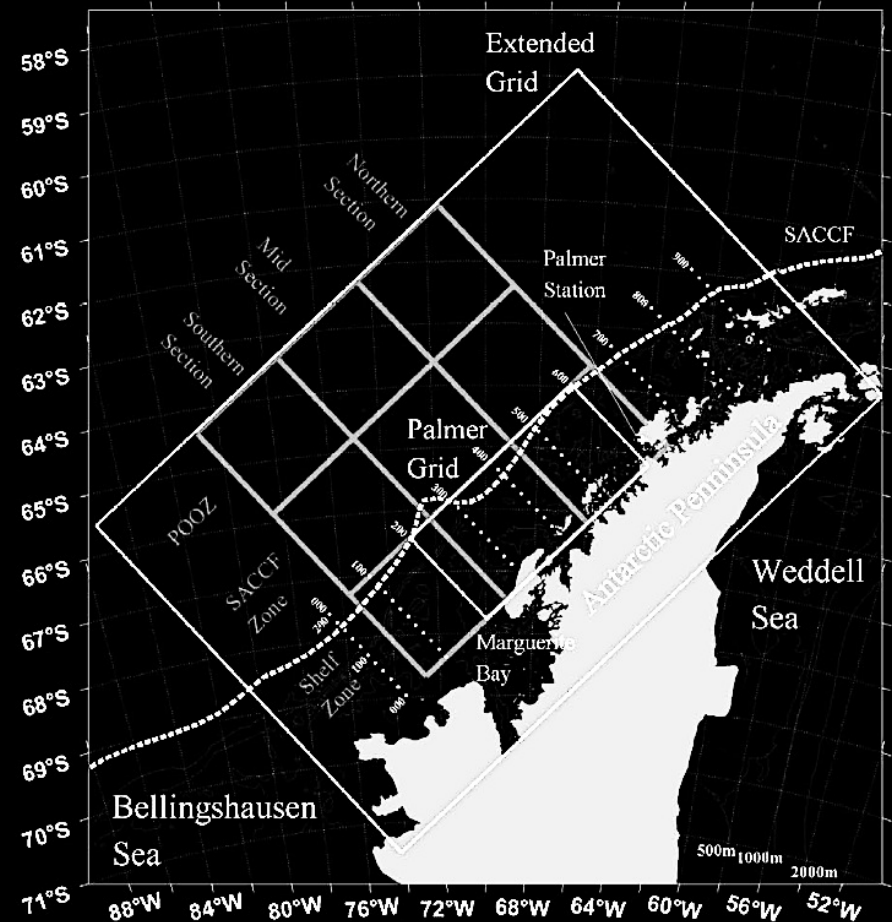 Extended
Grid
58°S
59°S
60°S
61°S
62°S
63°S
64°S
65°S
66°S
67°S
68°S
69°S
70°S
71°S
Northern
Section
Mid
Section
Southern
Section
SACCF
Palmer
Station
900
800
700
600
500
400
300
200
100
000
Palmer
Grid
POOZ
SACCF
Zone
Shelf
Zone
200
100
000
Antarctic Penninsula
Weddell
Sea
Marguerite
Bay
Bellingshausen
Sea
500m
1000m
2000m
88°W
84°W
80°W
76°W
72°W
68°W
64°W
60°W
56°W
52°W